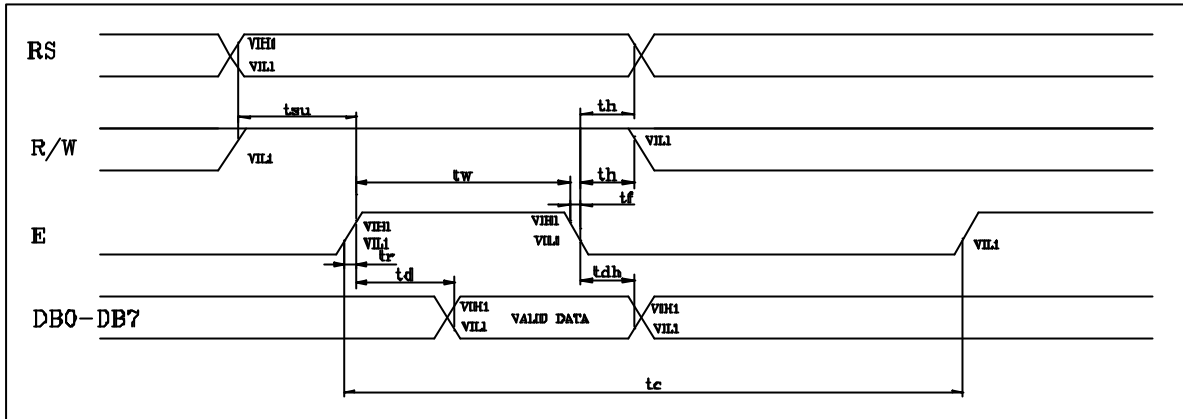 RS
VIH1
VIL1
tsu
th
R/W
VIL1
VIL1
tw
th
tf
E
VIH1
VIL1
VIH1
VIL1
VIL1
tr
td
tdh
DB0-DB7
VIH1
VIL1
VALID DATA
VIH1
VIL1
tc